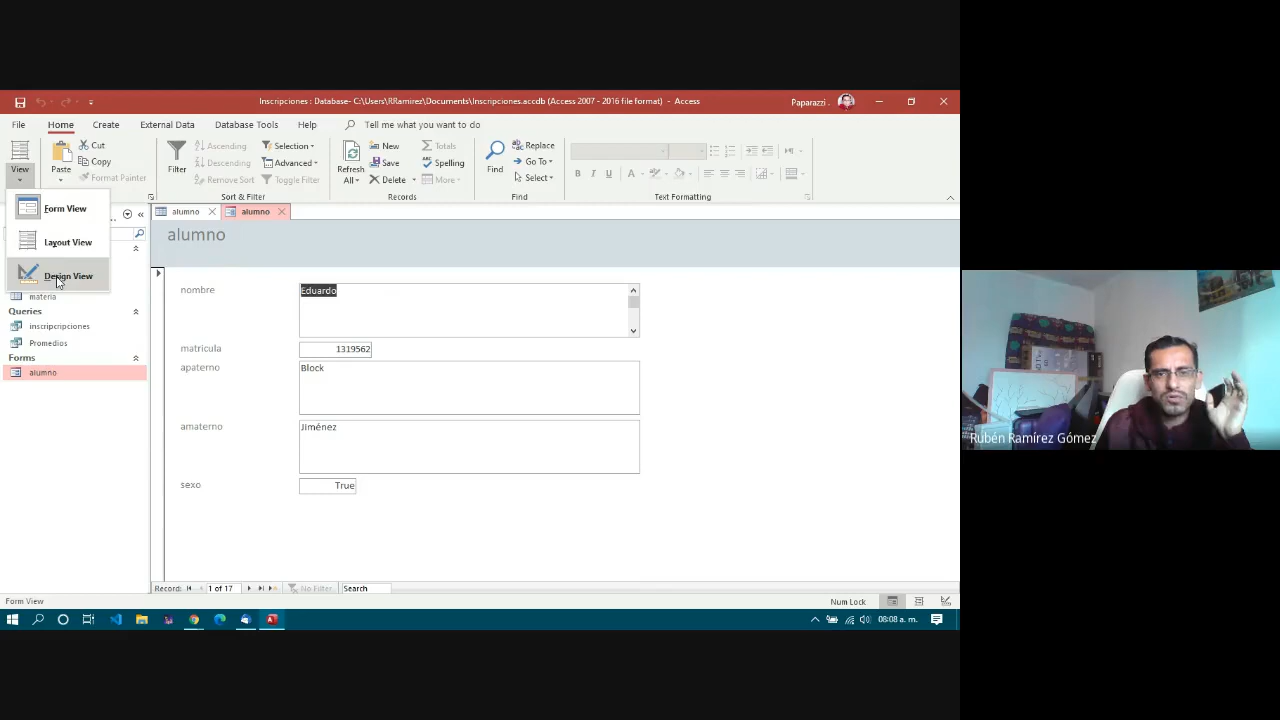 Inscripciones : Database- C:\Users\RRamirez\Documents\Inscripciones.accdb (Access 2007 - 2016 file format) - Access
Paparazzi .
File Home Create External Data Database Tools Help Tell me what you want to do
View
Paste
Cut
Copy
Format Painter
Filter
Ascending
Descending
Remove Sort
Selection
Advanced
Toggle Filter
Sort & Filter
Refresh
All
New
Save
Delete
Totals
Spelling
More
Records
Find
Replace
Go To
Select
Find
B I U A
Text Formatting
Form View
Layout View
Design View
materia
Queries
inscripcripciones
Promedios
Forms
alumno
alumno
alumno
alumno
nombre Eduardo
matricula 1319562
apaterno Block
amaterno Jiménez
sexo True
Record: 1 of 17 No Filter Search
Form View
Num Lock
08:08 a. m.
Rubén Ramírez Gómez